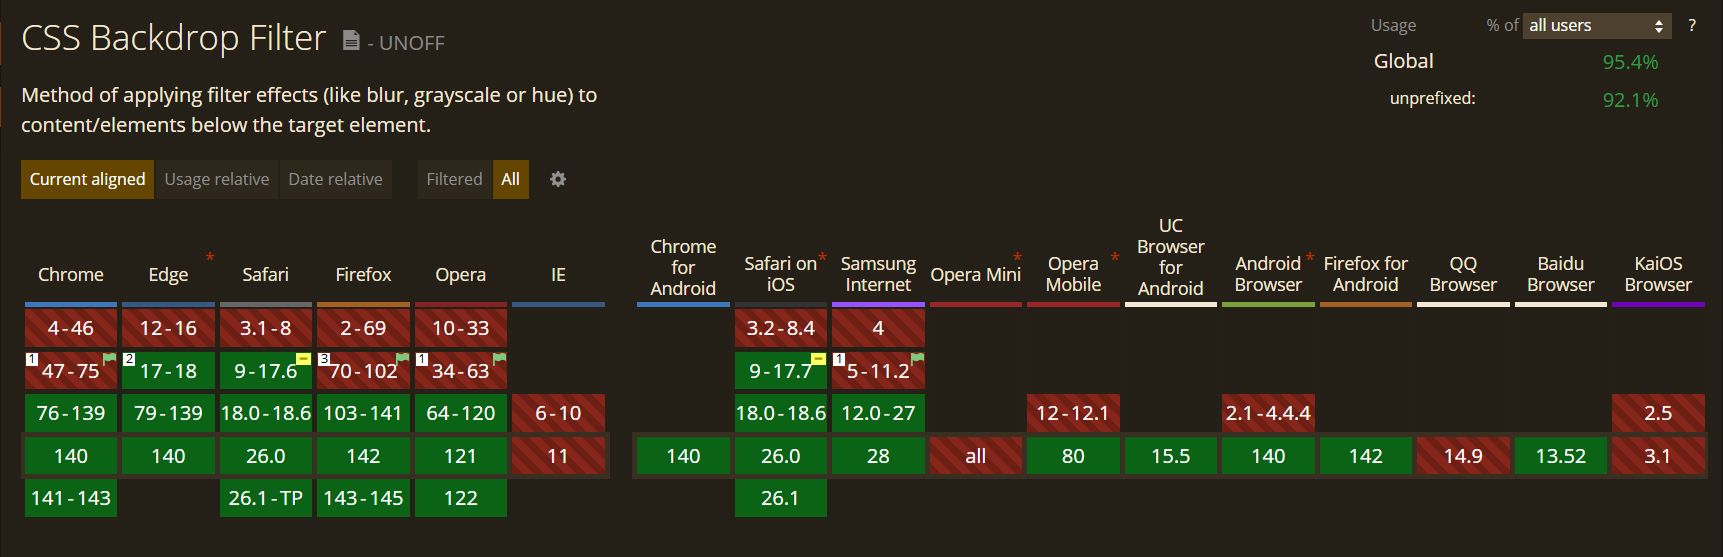 CSS Backdrop Filter - UNOFF
Usage % of all users ?
Global 95.4%
unprefixed: 92.1%
Method of applying filter effects (like blur, grayscale or hue) to
content/elements below the target element.
Current aligned Usage relative Date relative Filtered All
Chrome Edge * Safari Firefox Opera IE
4-46 12-16 3.1-8 2-69 10-33
1 47-75 2 17-18 9-17.6 3 70-102 1 34-63
76-139 79-139 18.0-18.6 103-141 64-120 6-10
140 140 26.0 142 121 11
141-143 26.1-TP 143-145 122
Chrome for Android Safari on iOS * Samsung Internet Opera Mini * Opera Mobile * UC Browser for Android Android Browser * Firefox for Android QQ Browser Baidu Browser KaiOS Browser
3.2-8.4 4
9-17.7 1 5-11.2
18.0-18.6 12.0-27 12-12.1 2.1-4.4.4 2.5
140 26.0 28 all 80 15.5 140 142 14.9 13.52 3.1
26.1